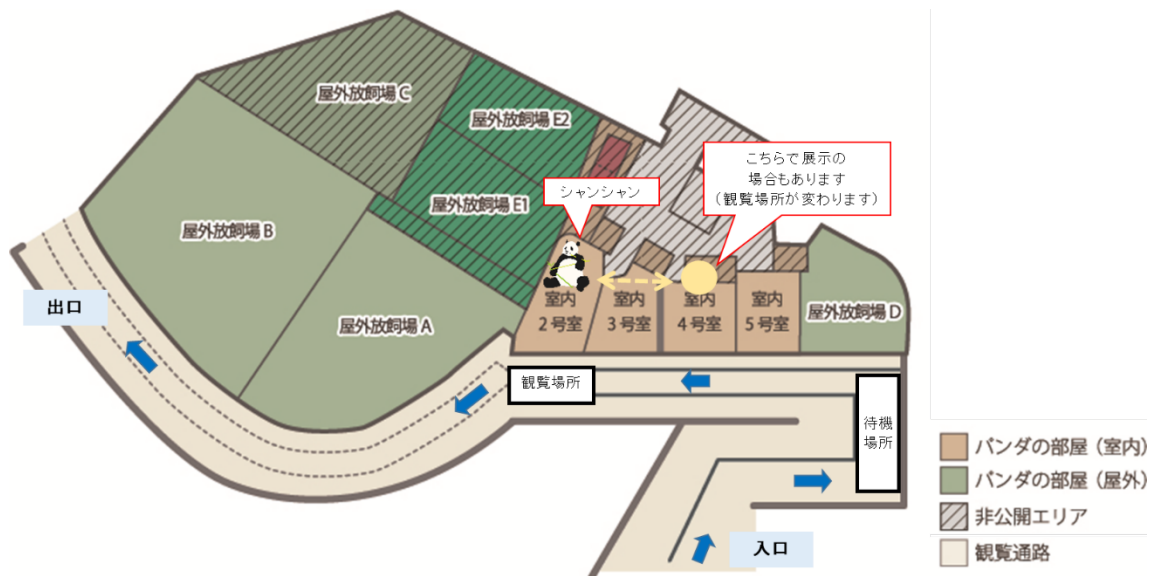 屋外放飼場 C
屋外放飼場 E2
こちらで展示の
場合もあります
（観覧場所が変わります）
シャンシャン
屋外放飼場 E1
屋外放飼場 B
出口
屋外放飼場 A
室内
2号室
室内
3号室
室内
4号室
室内
5号室
屋外放飼場 D
観覧場所
待機
場所
入口
パンダの部屋（室内）
パンダの部屋（屋外）
非公開エリア
観覧通路